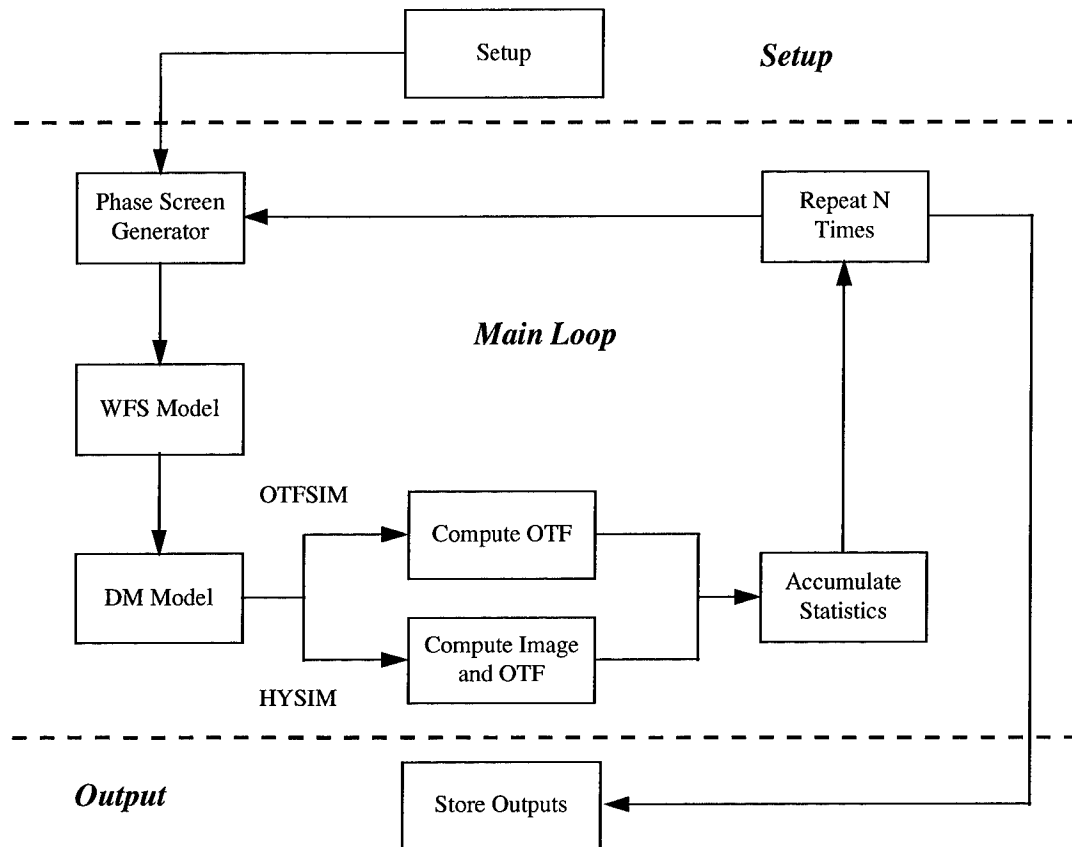 Setup
Setup
Phase Screen
Generator
Repeat N
Times
Main Loop
WFS Model
OTFSIM
Compute OTF
DM Model
Accumulate
Statistics
Compute Image
and OTF
HYSIM
Output
Store Outputs